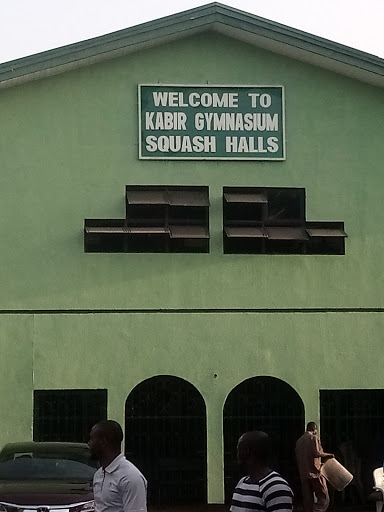 WELCOME TO
KABIR GYMNASIUM
SQUASH HALLS